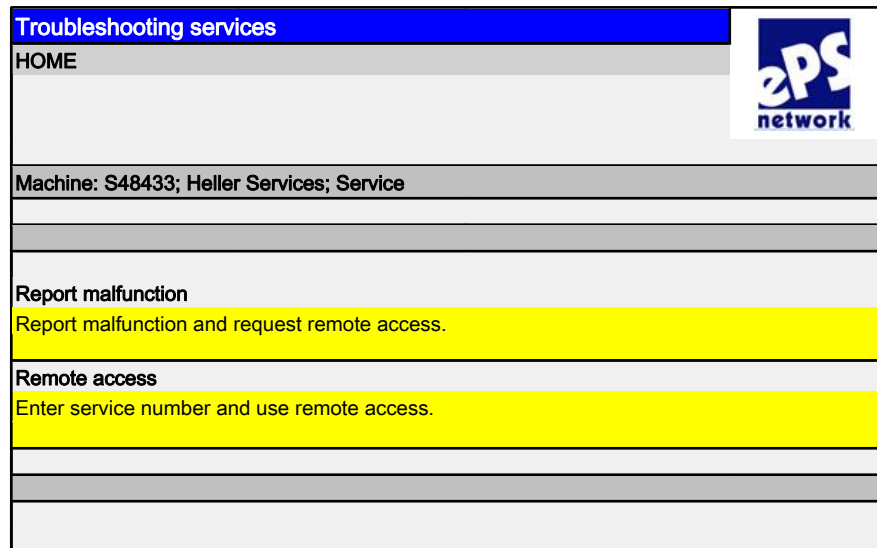 Troubleshooting services
HOME
ePS
network
Machine: S48433; Heller Services; Service
Report malfunction
Report malfunction and request remote access.
Remote access
Enter service number and use remote access.